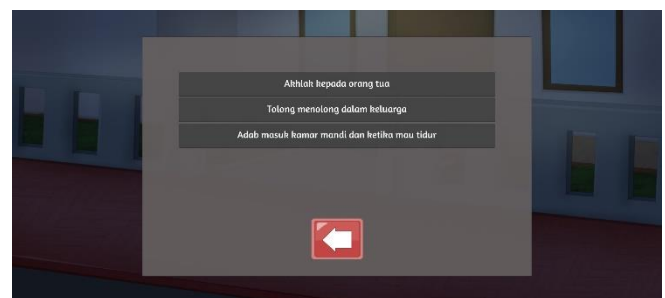 Akhlak kepada orang tua
Tolong menolong dalam keluarga
Adab masuk kamar mandi dan ketika mau tidur